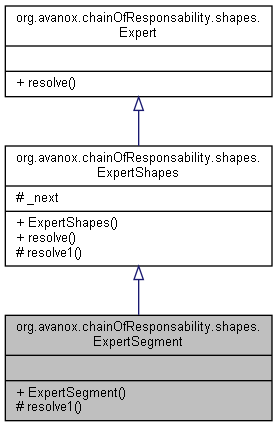 org.avanox.chainOfResponsability.shapes.
Expert
+ resolve()
org.avanox.chainOfResponsability.shapes.
ExpertShapes
# _next
+ ExpertShapes()
+ resolve()
# resolve1()
org.avanox.chainOfResponsability.shapes.
ExpertSegment
+ ExpertSegment()
# resolve1()